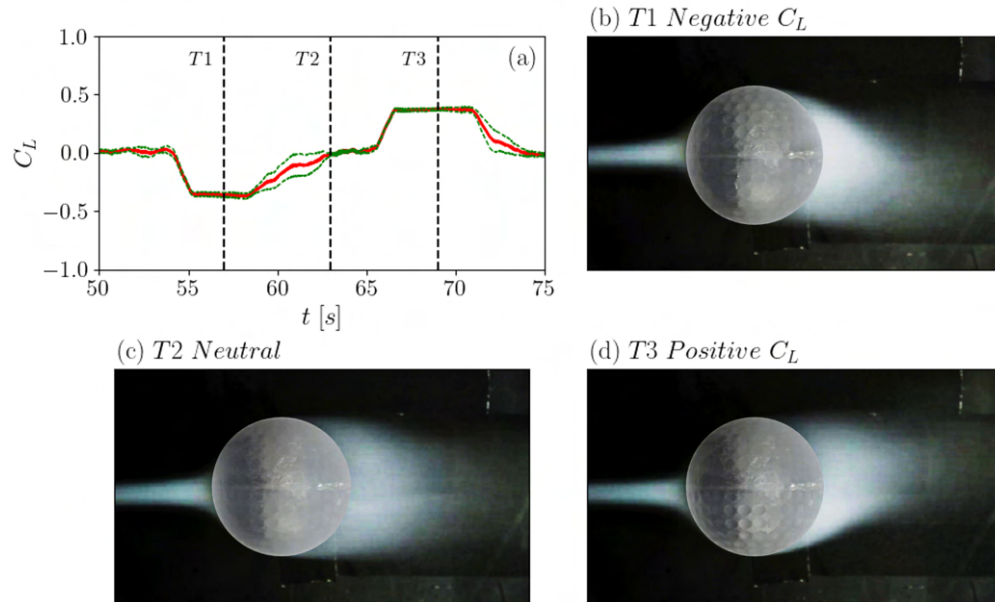 (b) T1 Negative C_L
1.0
T1
T2
T3
(a)
0.5
C_L
0.0
−0.5
−1.0
50
55
60
65
70
75
t [s]
(c) T2 Neutral
(d) T3 Positive C_L